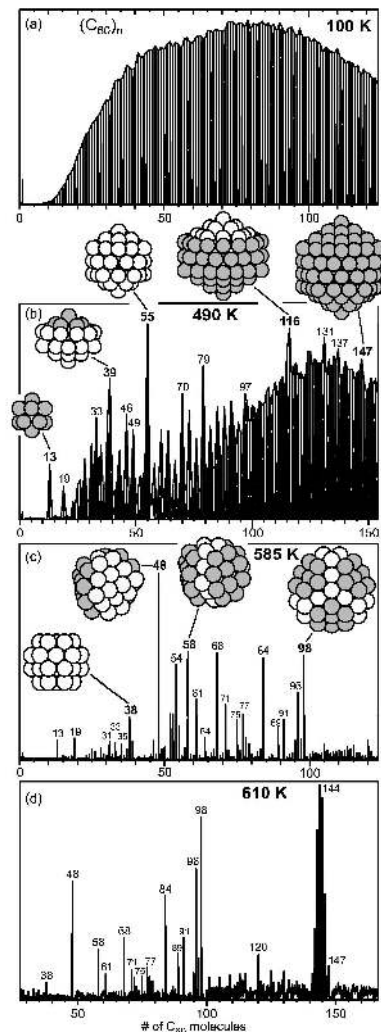 (a) (C60)n 100 K
0 50 100
55 116 147
(b) 490 K
131
137
39 79
33 46 70 97
49
13 19
0 50 100 150
(c) 48 585 K
58 98
54 68 84
38 61 71 77 91 95
13 19 31 33 35 64 75 89
0 50 100
(d) 610 K 144
98
96
48 84
58 68 91
38 61 71 75 77 89 120 147
50 100 150
# of C60 molecules